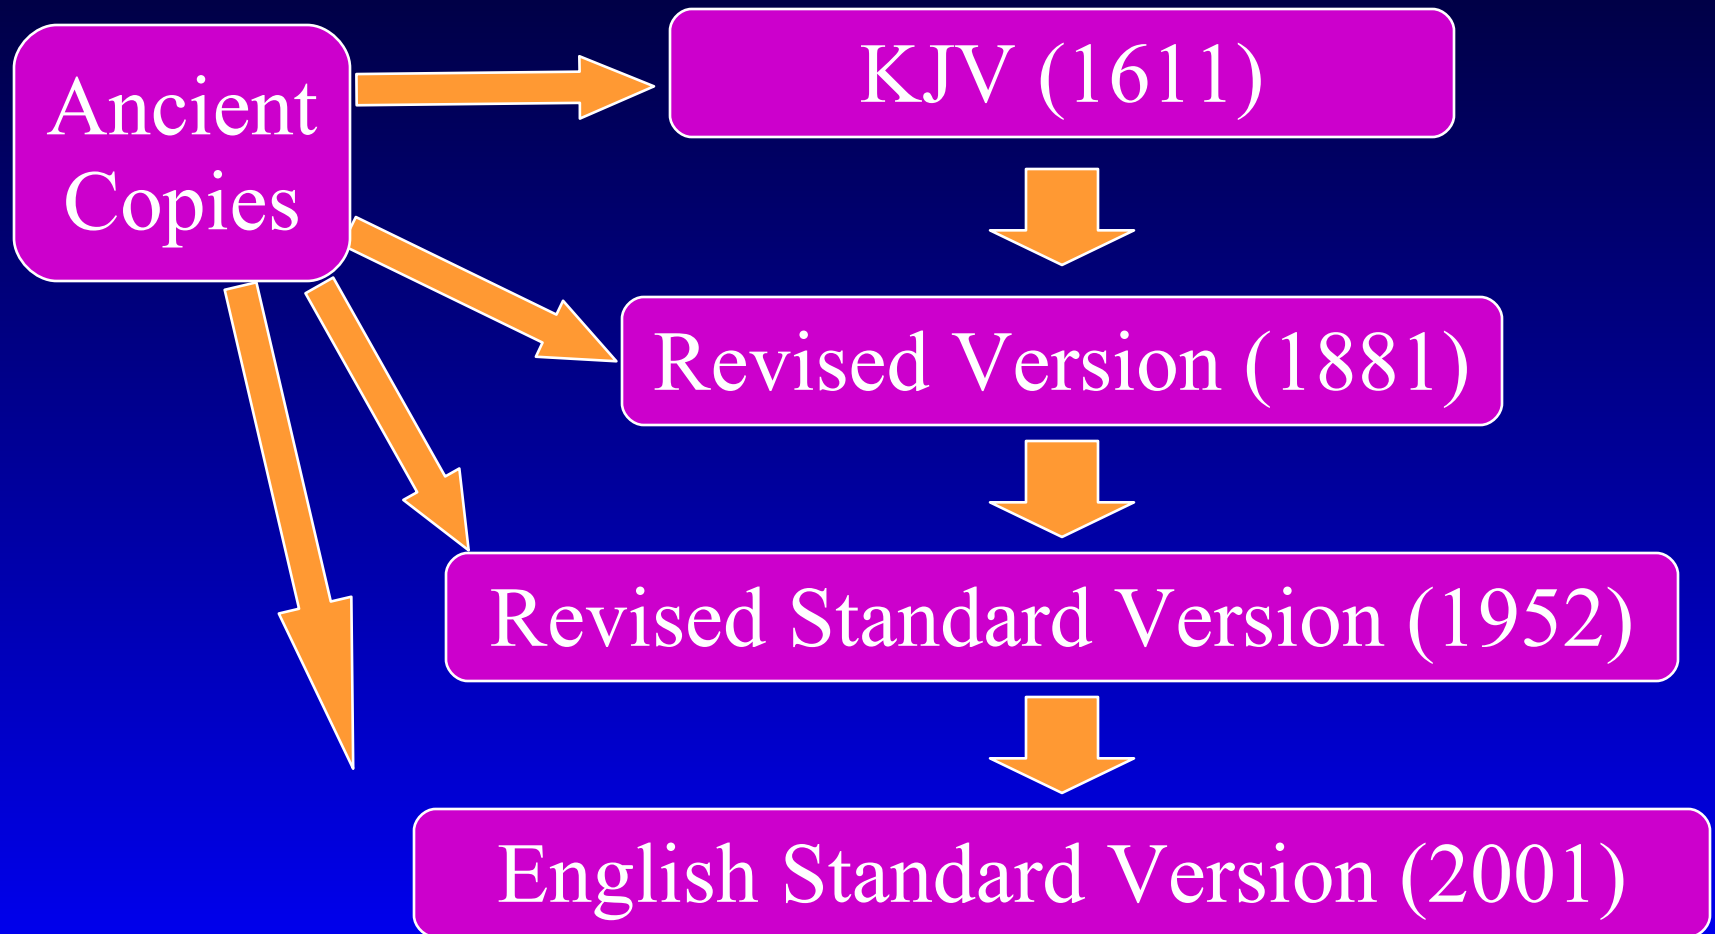 Ancient
Copies
KJV (1611)
Revised Version (1881)
Revised Standard Version (1952)
English Standard Version (2001)